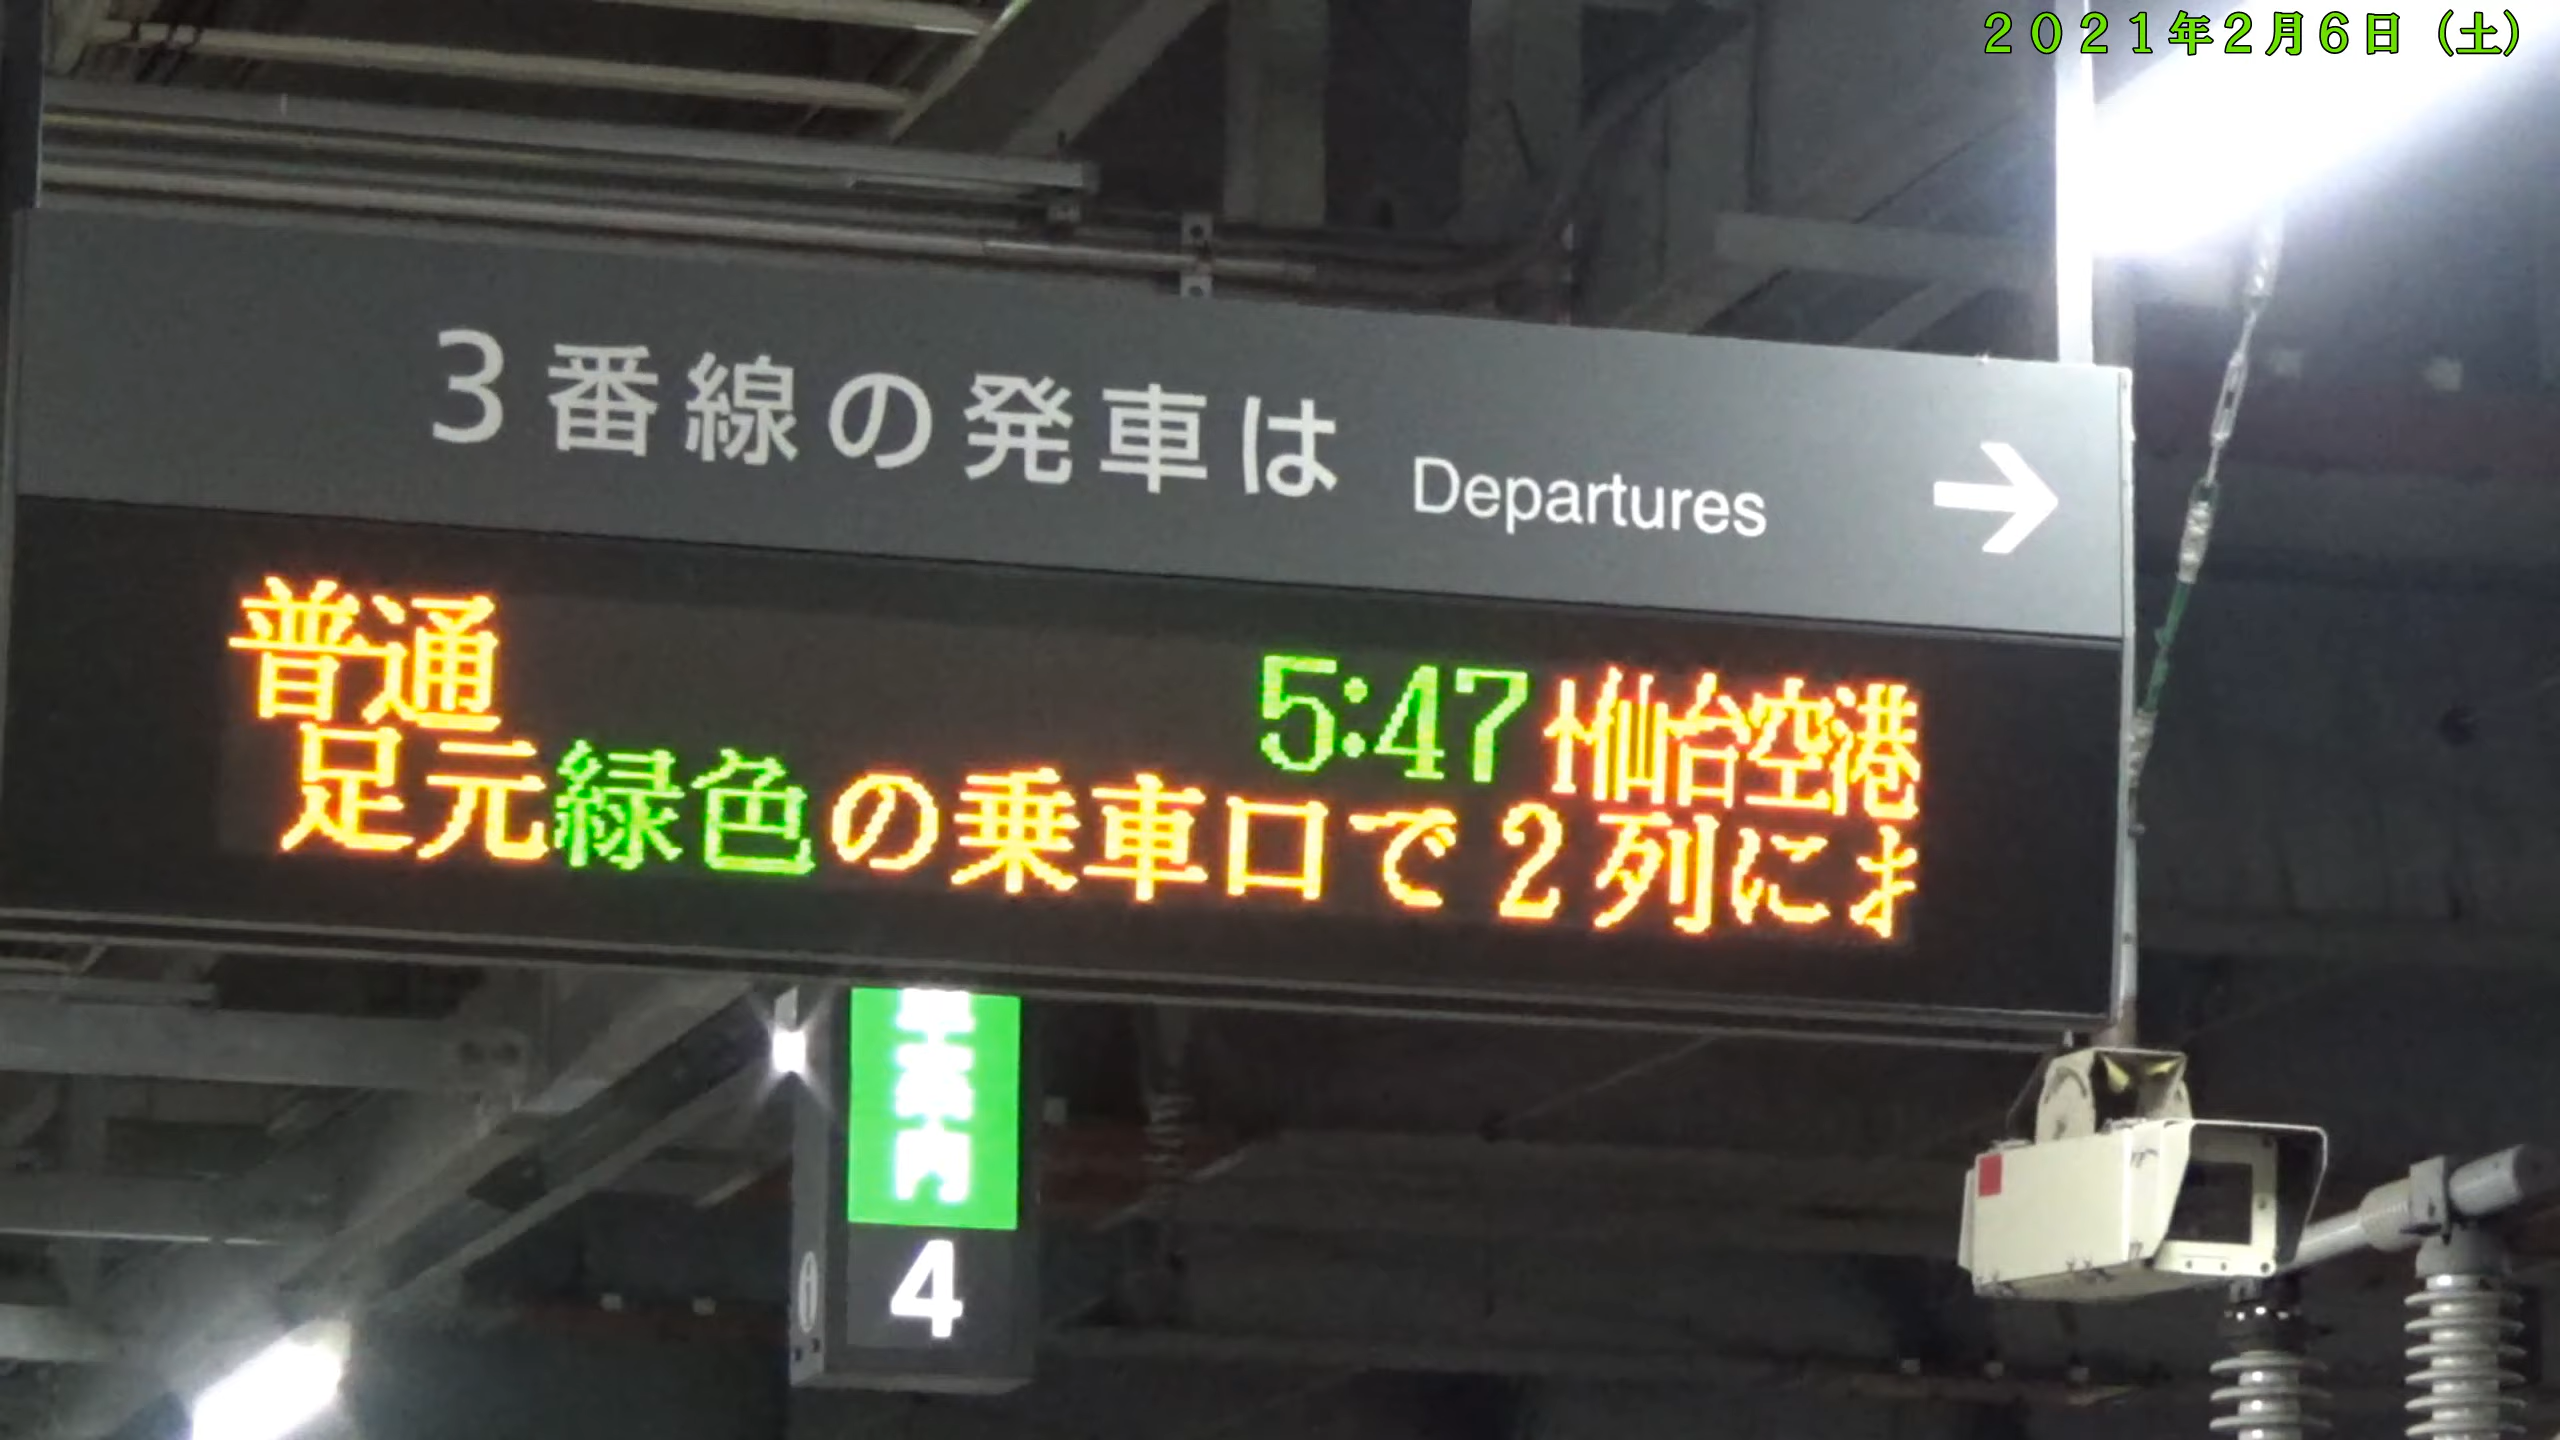 2021年2月6日（土）
3番線の発車は Departures →
普通 5:47 仙台空港
足元緑色の乗車口で2列に
4